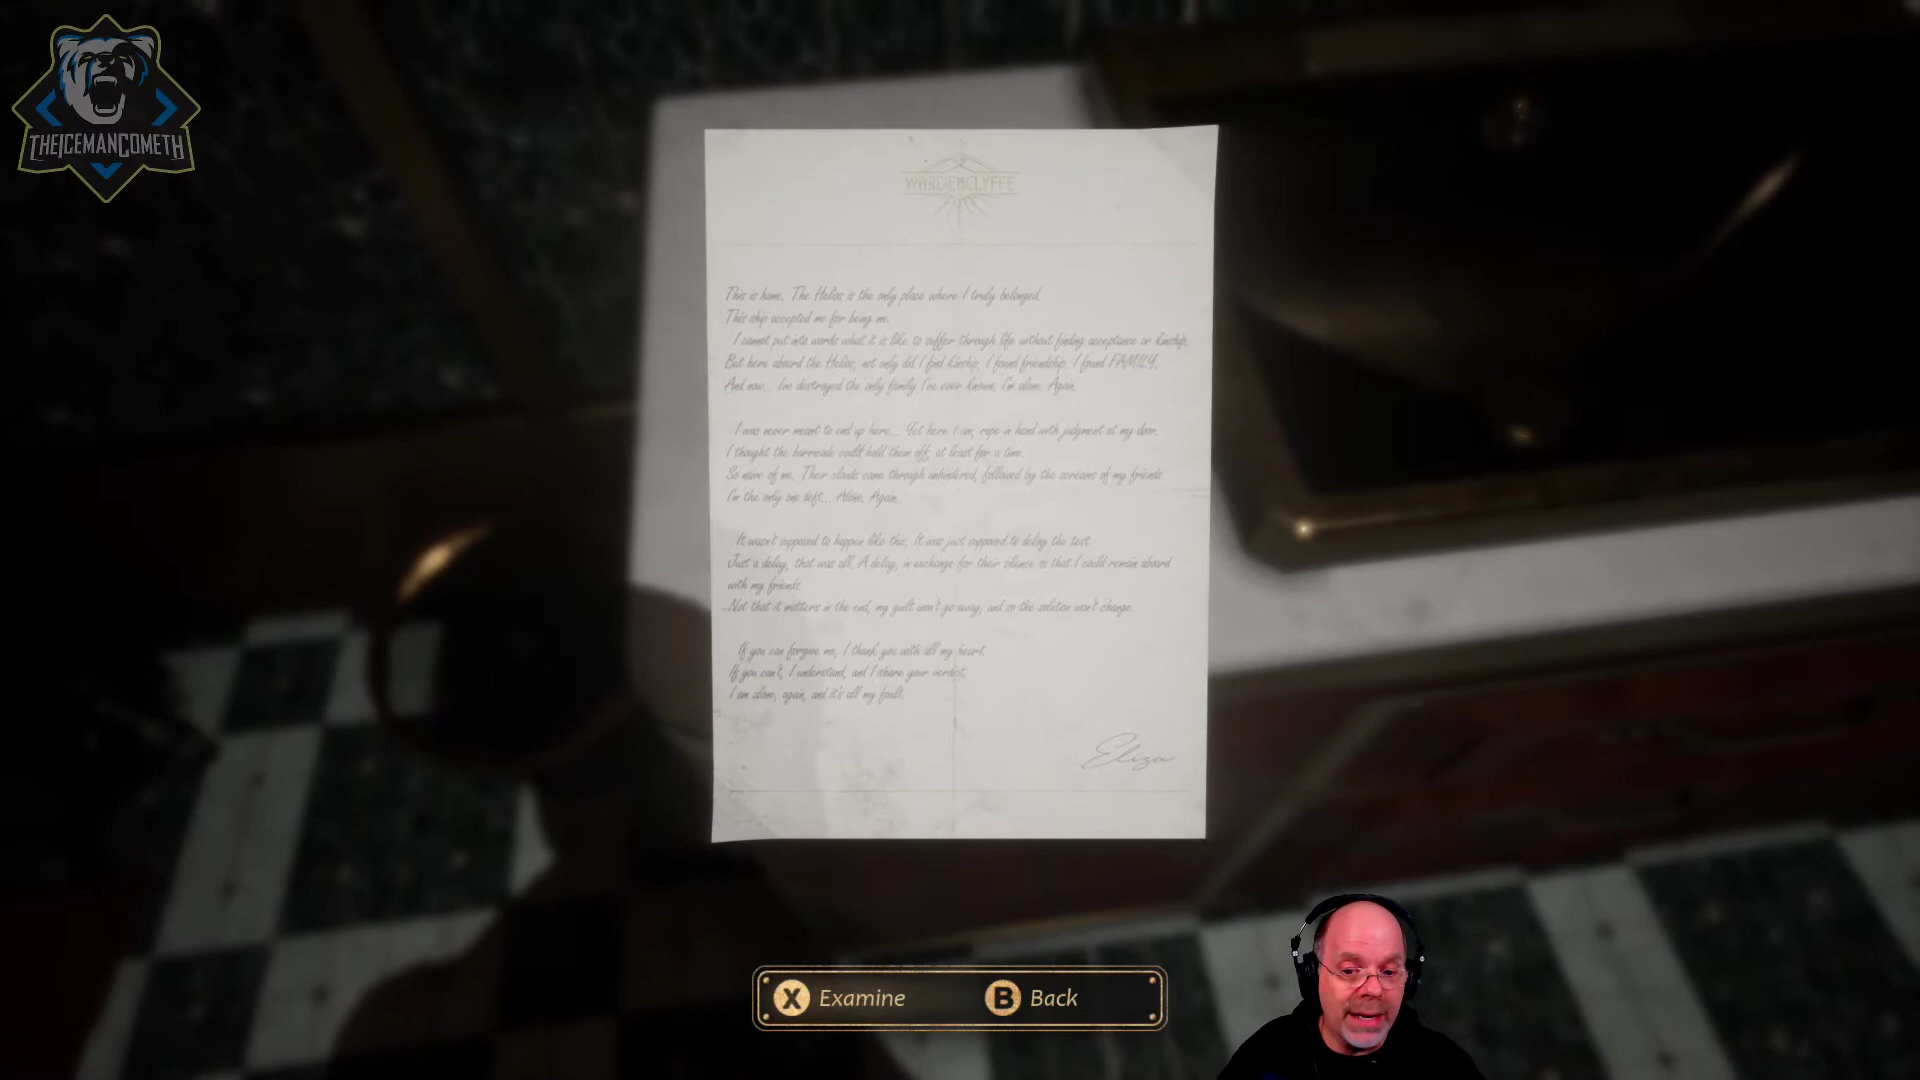 THEICEMANCOMETH
WARDENCLYFFE
This is home. The Helios is the only place where I truly belonged.
This ship accepted me for being me.
I cannot put into words what it is like to suffer through life without finding acceptance or kinship.
But here aboard the Helios, not only did I find Kinship, I found friendship, I found FAMILY.
And now... I've destroyed the only family I've ever known. I'm alone. Again.
I was never meant to end up here... Yet here I am, rope in hand with judgment at my door.
I thought the barricade could hold them off, at least for a time.
So naive of me. Their clouds came through unhindered, followed by the screams of my friends.
I'm the only one left... Alone. Again.
It wasn't supposed to happen like this. It was just supposed to delay the test.
Just a delay, that was all. A delay, in exchange for their silence so that I could remain aboard
with my friends.
Not that it matters in the end, my guilt won't go away, and so the solution won't change.
If you can forgive me, I thank you with all my heart.
If you can't, I understand, and I share your verdict.
I am alone, again, and it's all my fault.
Eliza
X Examine B Back